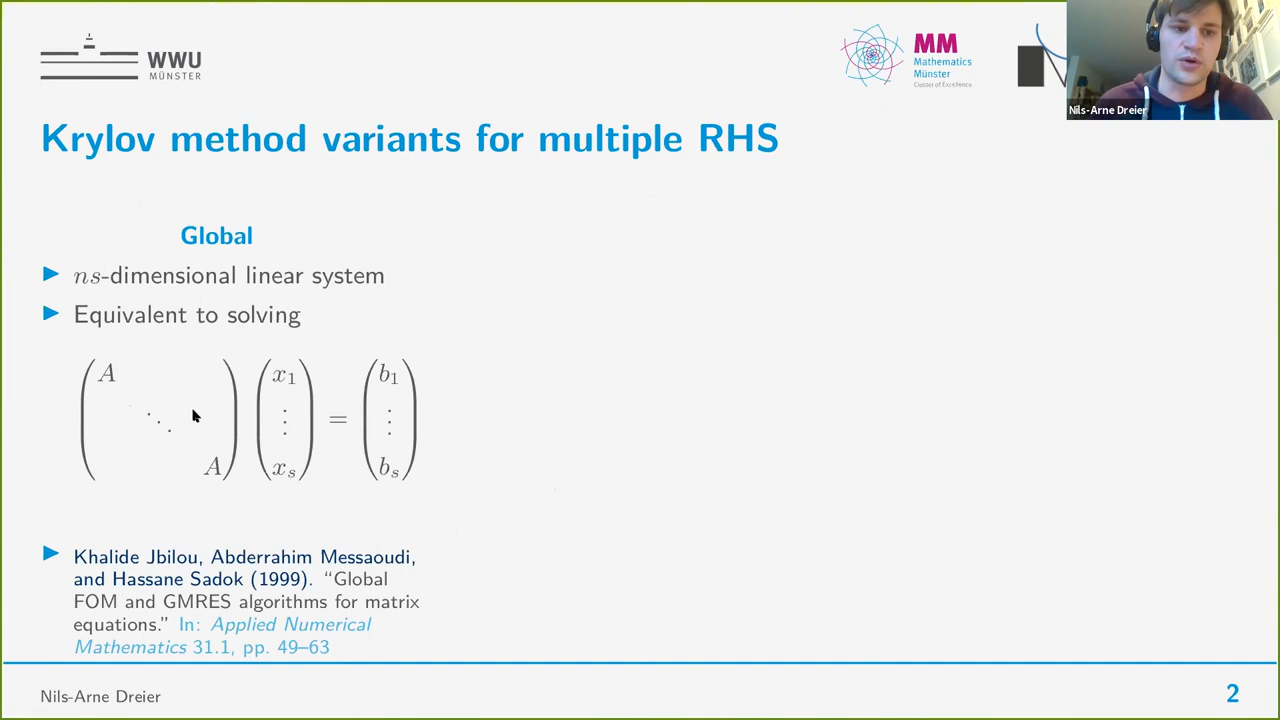 WWU
MÜNSTER
MM
Mathematics
Münster
Cluster of Excellence
Nils-Arne Dreier
Krylov method variants for multiple RHS
Global
▶ ns-dimensional linear system
▶ Equivalent to solving
A x1 b1
⋱ ⋮ = ⋮
A xs bs
▶ Khalide Jbilou, Abderrahim Messaoudi,
and Hassane Sadok (1999). “Global
FOM and GMRES algorithms for matrix
equations.” In: Applied Numerical
Mathematics 31.1, pp. 49–63
Nils-Arne Dreier
2